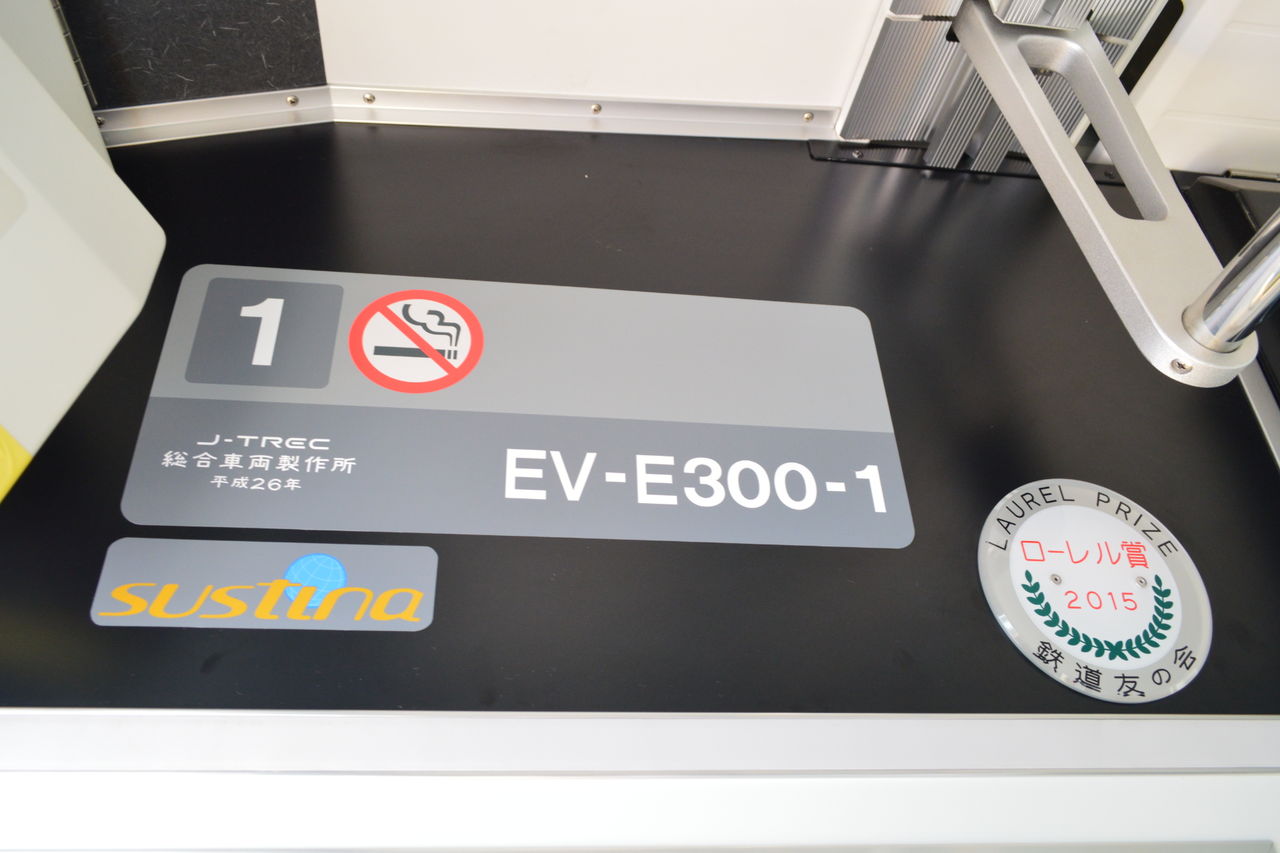 1
J-TREC
総合車両製作所
平成26年
EV-E300-1
sustina
LAUREL PRIZE
ローレル賞
2015
鉄道友の会